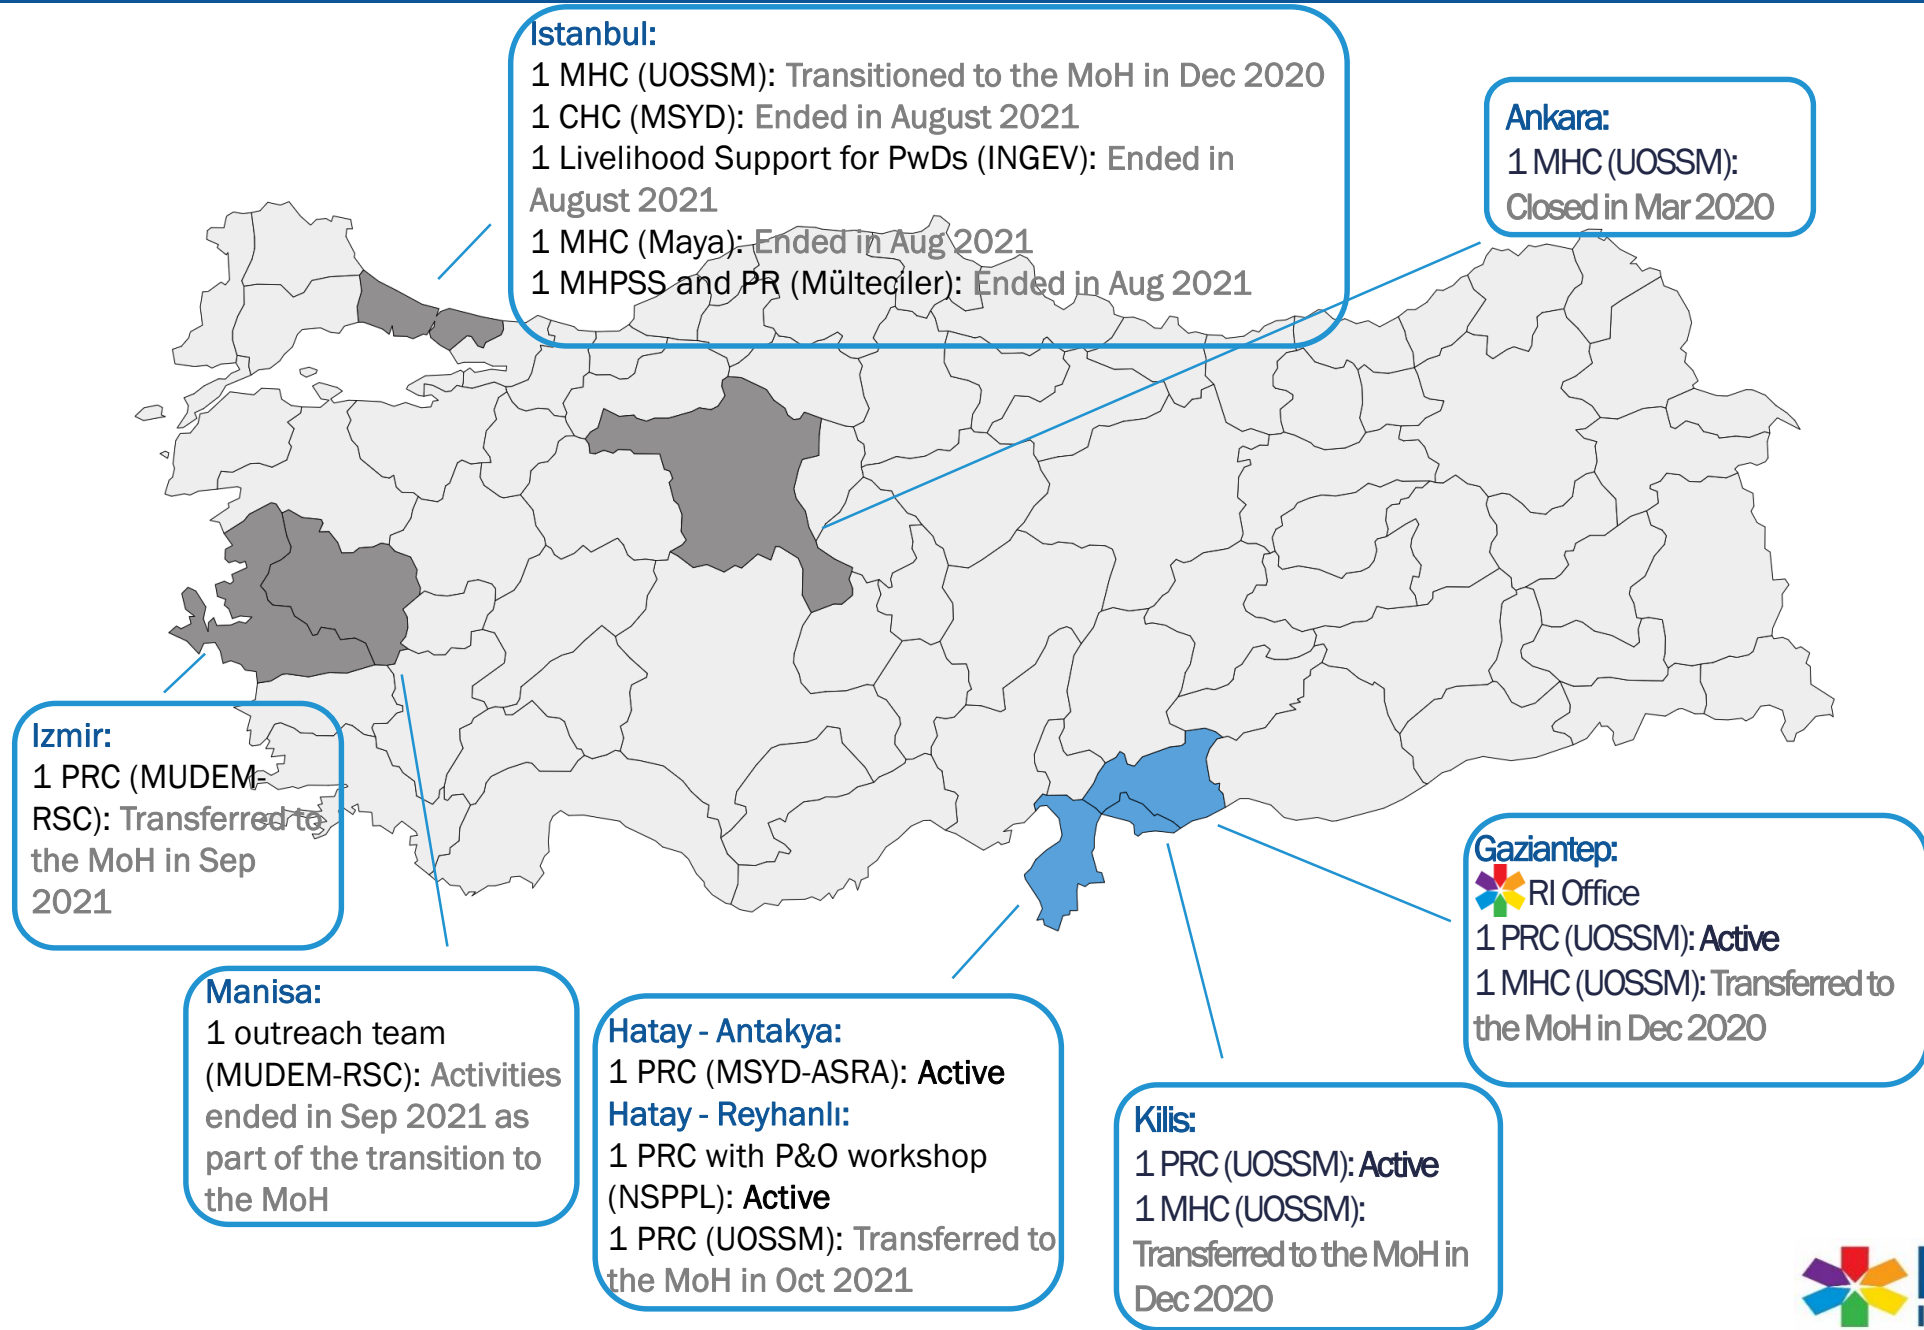 Istanbul:
1 MHC (UOSSM): Transitioned to the MoH in Dec 2020
1 CHC (MSYD): Ended in August 2021
1 Livelihood Support for PwDs (INGEV): Ended in
August 2021
1 MHC (Maya): Ended in Aug 2021
1 MHPSS and PR (Mülteciler): Ended in Aug 2021
Ankara:
1 MHC (UOSSM):
Closed in Mar 2020
Izmir:
1 PRC (MUDEM-
RSC): Transferred to
the MoH in Sep
2021
Manisa:
1 outreach team
(MUDEM-RSC): Activities
ended in Sep 2021 as
part of the transition to
the MoH
Hatay - Antakya:
1 PRC (MSYD-ASRA): Active
Hatay - Reyhanlı:
1 PRC with P&O workshop
(NSPPL): Active
1 PRC (UOSSM): Transferred to
the MoH in Oct 2021
Kilis:
1 PRC (UOSSM): Active
1 MHC (UOSSM):
Transferred to the MoH in
Dec 2020
Gaziantep:
RI Office
1 PRC (UOSSM): Active
1 MHC (UOSSM): Transferred to
the MoH in Dec 2020